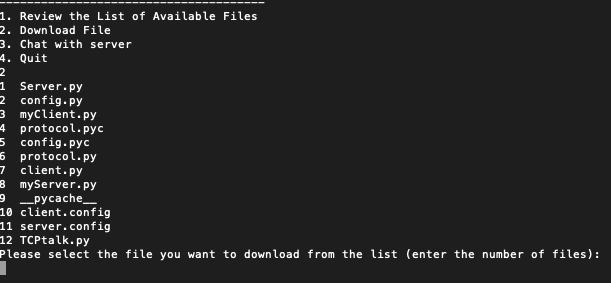 ----------------------------------------
1. Review the List of Available Files
2. Download File
3. Chat with server
4. Quit
2
1  Server.py
2  config.py
3  myClient.py
4  protocol.pyc
5  config.pyc
6  protocol.py
7  client.py
8  myServer.py
9  __pycache__
10 client.config
11 server.config
12 TCPtalk.py
Please select the file you want to download from the list (enter the number of files):